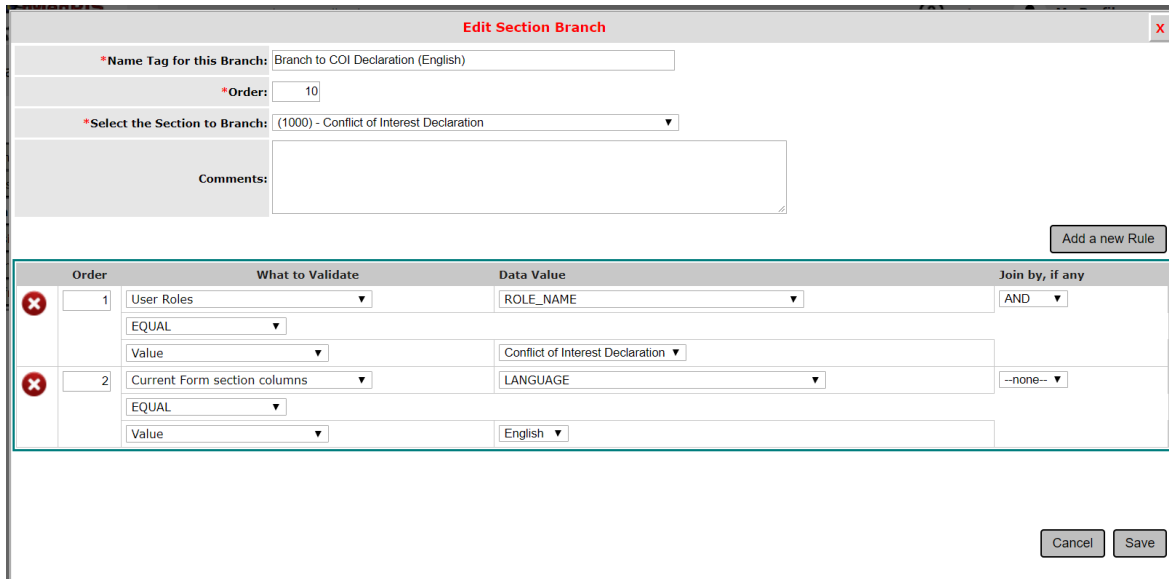 Edit Section Branch
X
*Name Tag for this Branch: Branch to COI Declaration (English)
*Order: 10
*Select the Section to Branch: (1000) - Conflict of Interest Declaration
Comments:
Add a new Rule
Order What to Validate Data Value Join by, if any
1 User Roles ROLE_NAME AND
EQUAL
Value Conflict of Interest Declaration
2 Current Form section columns LANGUAGE --none--
EQUAL
Value English
Cancel Save